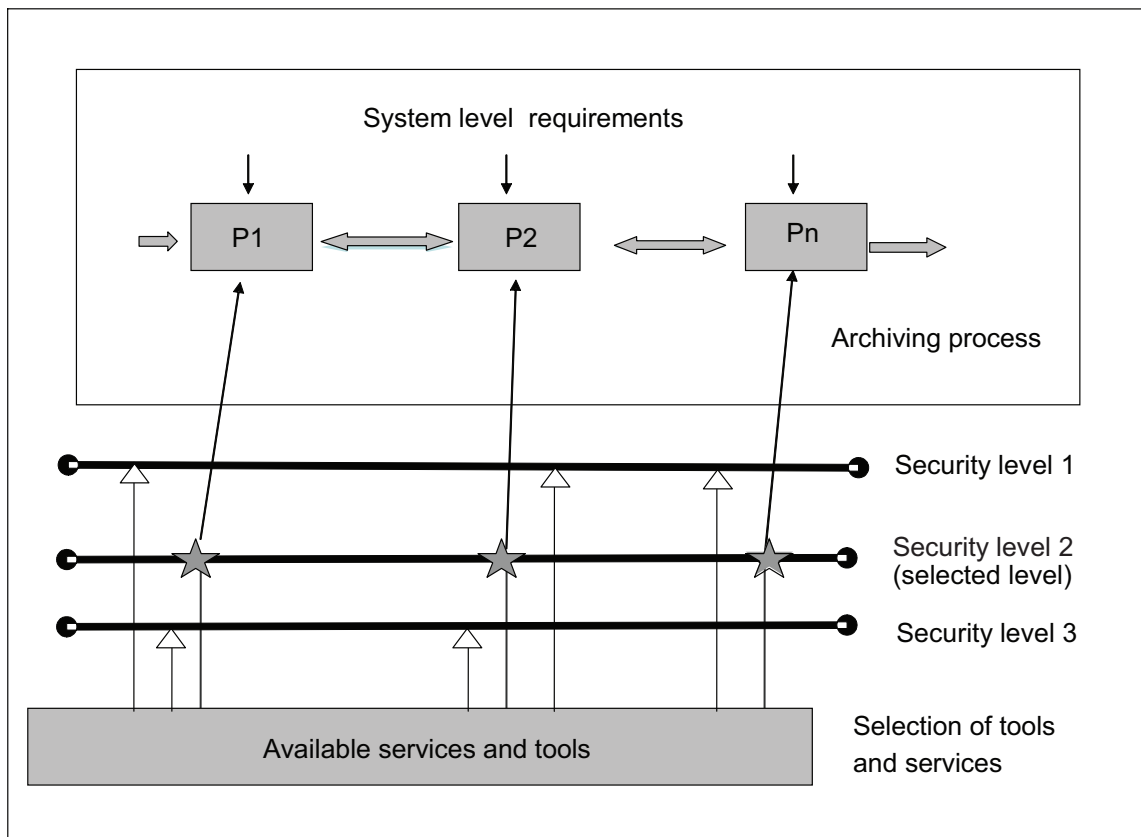 System level requirements
P1
P2
Pn
Archiving process
Security level 1
Security level 2
(selected level)
Security level 3
Available services and tools
Selection of tools
and services